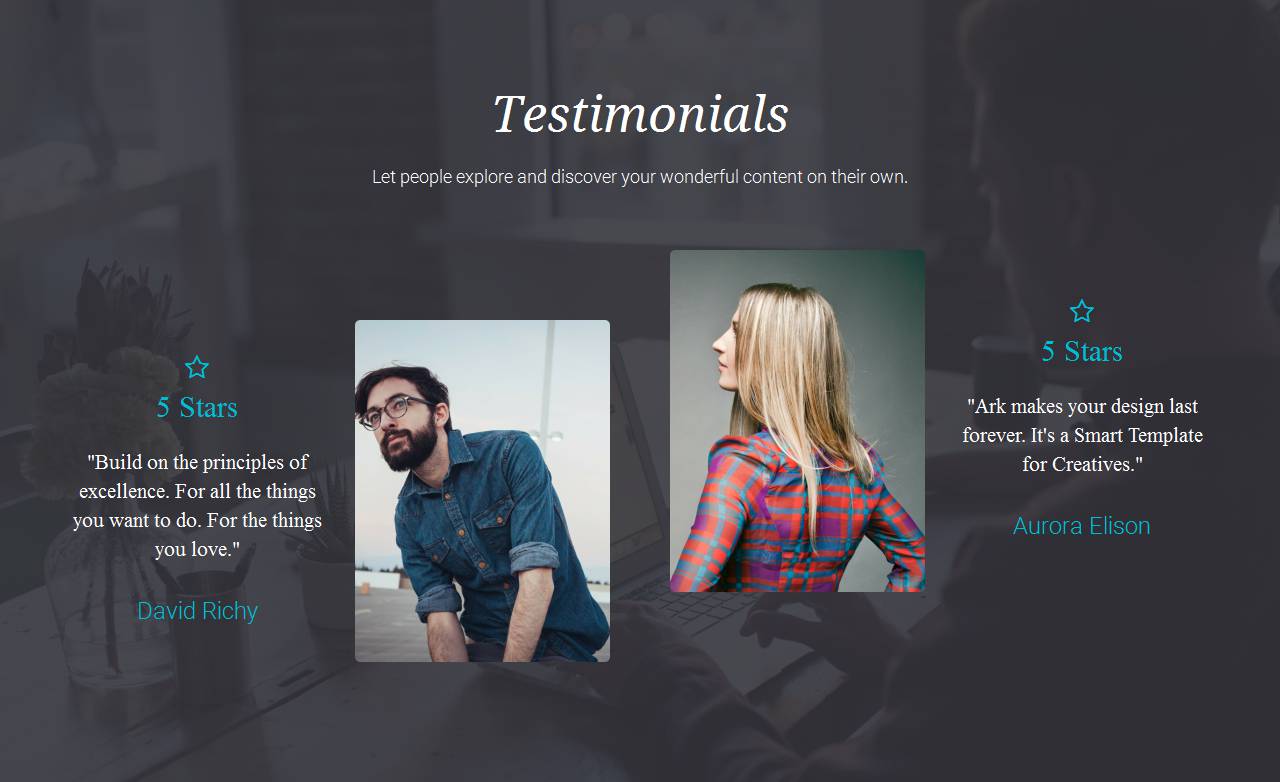 Testimonials
Let people explore and discover your wonderful content on their own.
5 Stars
"Build on the principles of
excellence. For all the things
you want to do. For the things
you love."
David Richy
5 Stars
"Ark makes your design last
forever. It's a Smart Template
for Creatives."
Aurora Elison